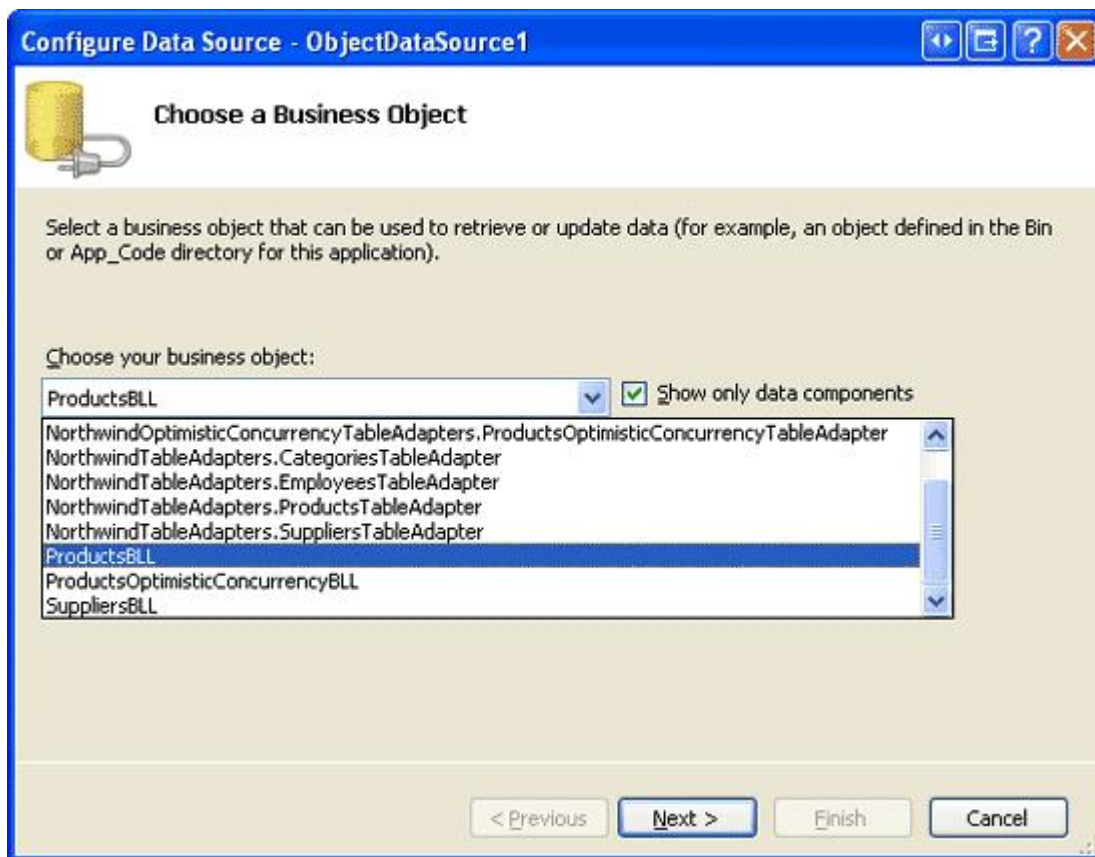 Configure Data Source - ObjectDataSource1
Choose a Business Object
Select a business object that can be used to retrieve or update data (for example, an object defined in the Bin
or App_Code directory for this application).
Choose your business object:
ProductsBLL
Show only data components
NorthwindOptimisticConcurrencyTableAdapters.ProductsOptimisticConcurrencyTableAdapter
NorthwindTableAdapters.CategoriesTableAdapter
NorthwindTableAdapters.EmployeesTableAdapter
NorthwindTableAdapters.ProductsTableAdapter
NorthwindTableAdapters.SuppliersTableAdapter
ProductsBLL
ProductsOptimisticConcurrencyBLL
SuppliersBLL
< Previous Next > Finish Cancel